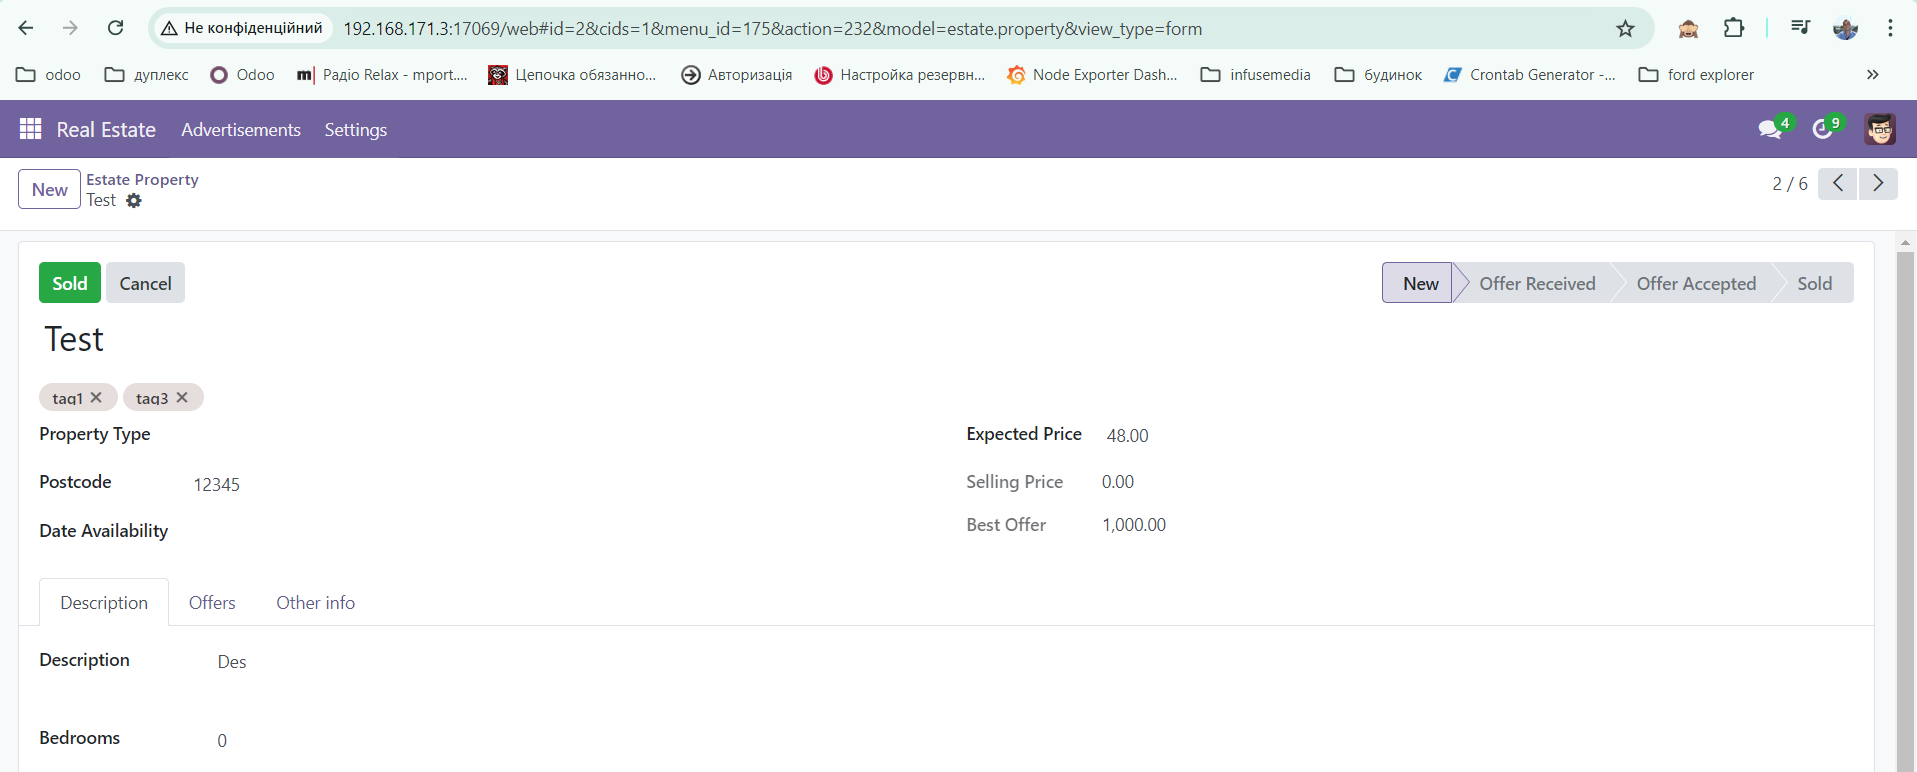 Не конфіденційний 192.168.171.3:17069/web#id=2&cids=1&menu_id=175&action=232&model=estate.property&view_type=form
odoo дуплекс Odoo Радіо Relax - mport.... Цепочка обязанно... Авторизація Настройка резервн... Node Exporter Dash... infusemedia будинок Crontab Generator -... ford explorer
Real Estate Advertisements Settings 4 9
New Estate Property 2 / 6
Test
Sold Cancel New Offer Received Offer Accepted Sold
Test
tag1 tag3
Property Type Expected Price 48.00
Postcode 12345 Selling Price 0.00
Date Availability Best Offer 1,000.00
Description Offers Other info
Description Des
Bedrooms 0